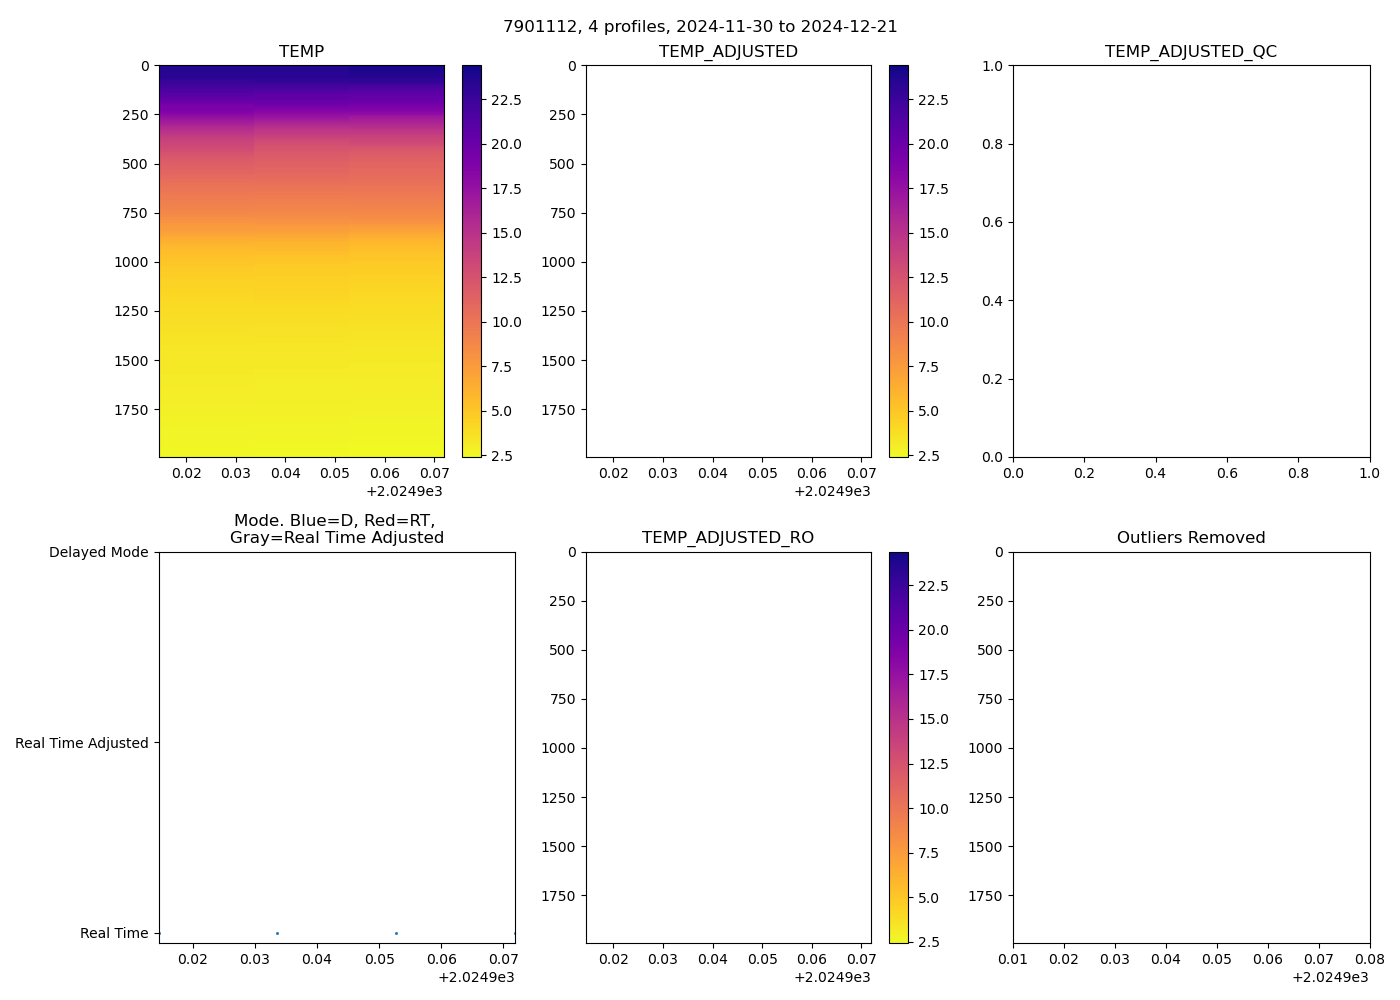 7901112, 4 profiles, 2024-11-30 to 2024-12-21
TEMP
0
250
500
750
1000
1250
1500
1750
0.02 0.03 0.04 0.05 0.06 0.07
+2.0249e3
22.5
20.0
17.5
15.0
12.5
10.0
7.5
5.0
2.5
TEMP_ADJUSTED
0
250
500
750
1000
1250
1500
1750
0.02 0.03 0.04 0.05 0.06 0.07
+2.0249e3
22.5
20.0
17.5
15.0
12.5
10.0
7.5
5.0
2.5
TEMP_ADJUSTED_QC
1.0
0.8
0.6
0.4
0.2
0.0
0.0 0.2 0.4 0.6 0.8 1.0
Mode. Blue=D, Red=RT,
Gray=Real Time Adjusted
Delayed Mode
Real Time Adjusted
Real Time
0.02 0.03 0.04 0.05 0.06 0.07
+2.0249e3
TEMP_ADJUSTED_RO
0
250
500
750
1000
1250
1500
1750
0.02 0.03 0.04 0.05 0.06 0.07
+2.0249e3
22.5
20.0
17.5
15.0
12.5
10.0
7.5
5.0
2.5
Outliers Removed
0
250
500
750
1000
1250
1500
1750
0.01 0.02 0.03 0.04 0.05 0.06 0.07 0.08
+2.0249e3